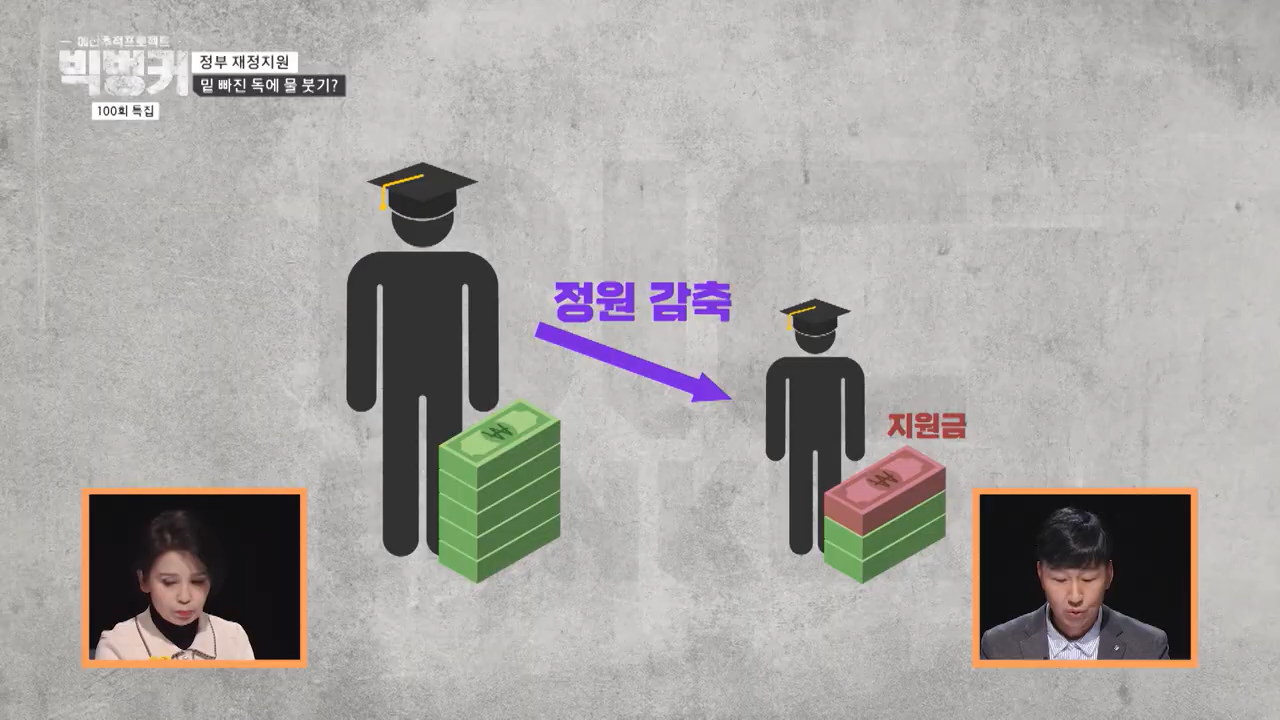 예산추적프로젝트
빅벙커
100회 특집
정부 재정지원
밑 빠진 독에 물 붓기?
정원 감축
지원금